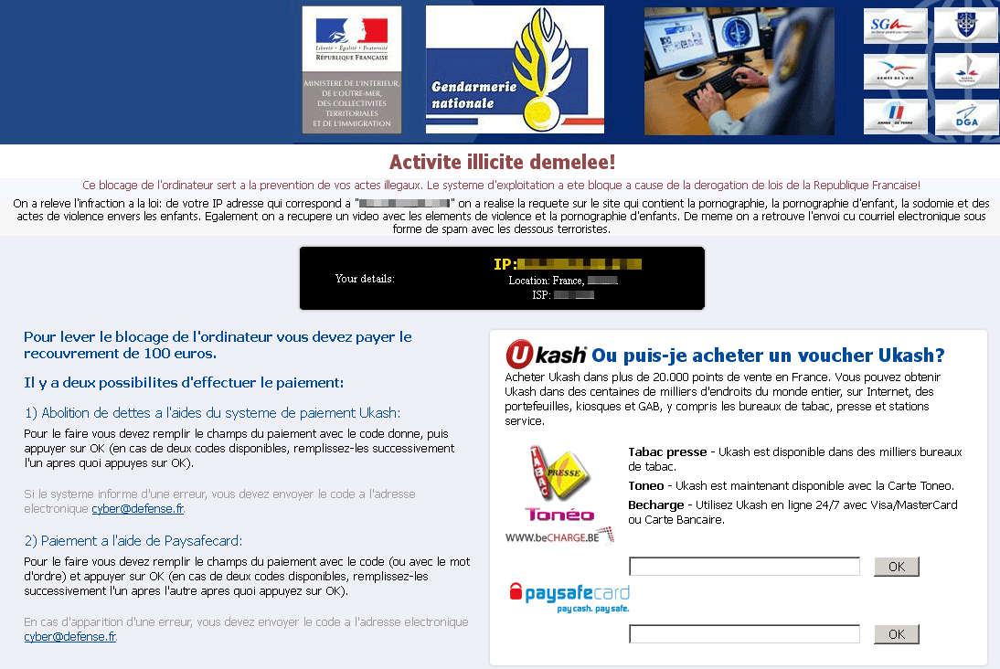 Liberté • Égalité • Fraternité
RÉPUBLIQUE FRANÇAISE
MINISTERE DE L'INTERIEUR,
DE L'OUTRE-MER,
DES COLLECTIVITES
TERRITORIALES
ET DE L'IMMIGRATION
Gendarmerie
nationale
SGA
ARMÉE DE L'AIR
MARINE
NATIONALE
ARMÉE DE TERRE
DGA
Activite illicite demelee!
Ce blocage de l'ordinateur sert a la prevention de vos actes illegaux. Le systeme d'exploitation a ete bloque a cause de la derogation de lois de la Republique Francaise!
On a releve l'infraction a la loi: de votre IP adresse qui correspond a " " on a realise la requete sur le site qui contient la pornographie, la pornographie d'enfant, la sodomie et des
actes de violence envers les enfants. Egalement on a recupere un video avec les elements de violence et la pornographie d'enfants. De meme on a retrouve l'envoi cu courriel electronique sous
forme de spam avec les dessous terroristes.
Your details:
IP:
Location: France,
ISP:
Pour lever le blocage de l'ordinateur vous devez payer le
recouvrement de 100 euros.
Il y a deux possibilites d'effectuer le paiement:
1) Abolition de dettes a l'aides du systeme de paiement Ukash:
Pour le faire vous devez remplir le champs du paiement avec le code donne, puis
appuyer sur OK (en cas de deux codes disponibles, remplissez-les successivement
l'un apres quoi appuyes sur OK).
Si le systeme informe d'une erreur, vous devez envoyer le code a l'adresse
electronique cyber@defense.fr.
2) Paiement a l'aide de Paysafecard:
Pour le faire vous devez remplir le champs du paiement avec le code (ou avec le mot
d'ordre) et appuyer sur OK (en cas de deux codes disponibles, remplissez-les
successivement l'un apres l'autre apres quoi appuyez sur OK).
En cas d'apparition d'une erreur, vous devez envoyer le code a l'adresse electronique
cyber@defense.fr.
Ukash Ou puis-je acheter un voucher Ukash?
Acheter Ukash dans plus de 20.000 points de vente en France. Vous pouvez obtenir
Ukash dans des centaines de milliers d'endroits du monde entier, sur Internet, des
portefeuilles, kiosques et GAB, y compris les bureaux de tabac, presse et stations
service.
TABAC
PRESSE
Tabac presse - Ukash est disponible dans des milliers bureaux
de tabac.
Tonéo
Toneo - Ukash est maintenant disponible avec la Carte Toneo.
WWW.beCHARGE.BE
Becharge - Utilisez Ukash en ligne 24/7 avec Visa/MasterCard
ou Carte Bancaire.
OK
paysafecard
pay cash. pay safe.
OK